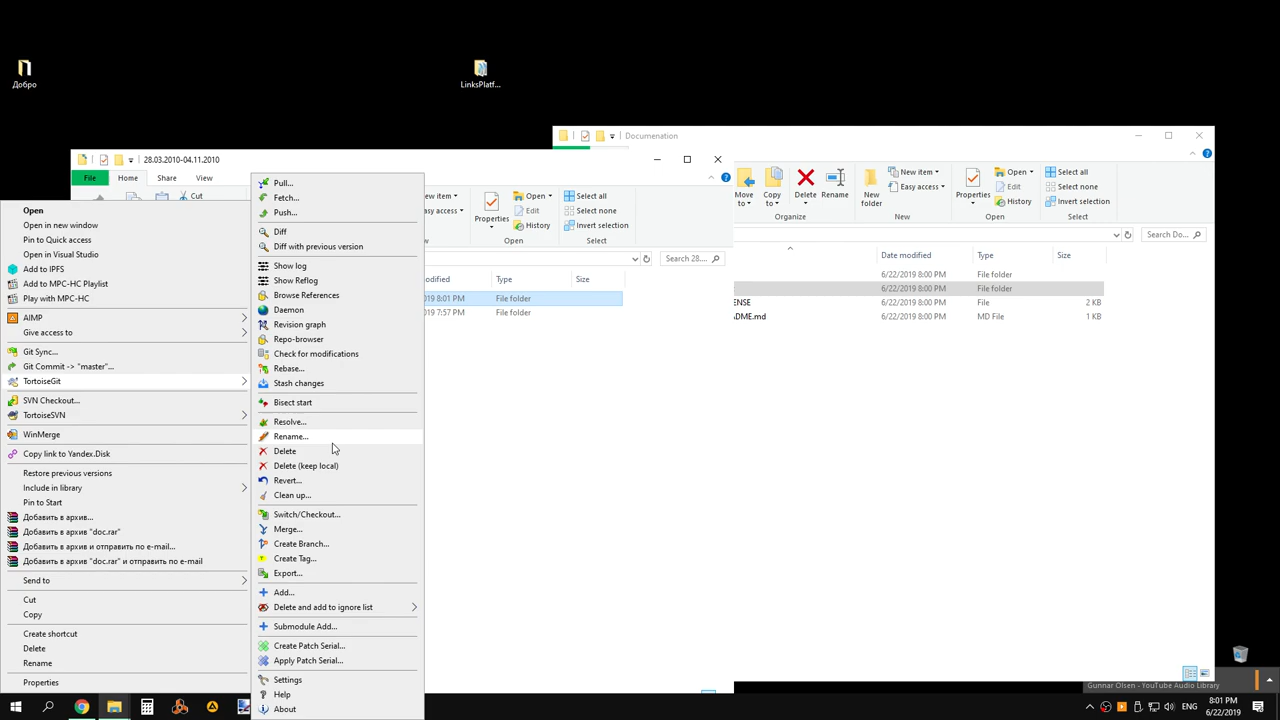 Добро
LinksPlatf...
Documenation
28.03.2010-04.11.2010
File
Home
Share
View
Cut
Open
Edit
History
Properties
Select all
Select none
Invert selection
Open
Select
Search 28....
Type
Size
019 8:01 PM
File folder
019 7:57 PM
File folder
Move to
Copy to
Delete
Rename
Organize
New folder
New item
Easy access
New
Properties
Open
Edit
History
Open
Select all
Select none
Invert selection
Select
Search Do...
Date modified
Type
Size
6/22/2019 8:00 PM
File folder
6/22/2019 8:00 PM
File folder
ENSE
6/22/2019 8:00 PM
File
2 KB
DME.md
6/22/2019 8:00 PM
MD File
1 KB
Open
Open in new window
Pin to Quick access
Open in Visual Studio
Add to IPFS
Add to MPC-HC Playlist
Play with MPC-HC
AIMP
Give access to
Git Sync...
Git Commit -> "master"...
TortoiseGit
SVN Checkout...
TortoiseSVN
WinMerge
Copy link to Yandex.Disk
Restore previous versions
Include in library
Pin to Start
Добавить в архив...
Добавить в архив "doc.rar"
Добавить в архив и отправить по e-mail...
Добавить в архив "doc.rar" и отправить по e-mail
Send to
Cut
Copy
Create shortcut
Delete
Rename
Properties
Pull...
Fetch...
Push...
Diff
Diff with previous version
Show log
Show Reflog
Browse References
Daemon
Revision graph
Repo-browser
Check for modifications
Rebase...
Stash changes
Bisect start
Resolve...
Rename...
Delete
Delete (keep local)
Revert...
Clean up...
Switch/Checkout...
Merge...
Create Branch...
Create Tag...
Export...
Add...
Delete and add to ignore list
Submodule Add...
Create Patch Serial...
Apply Patch Serial...
Settings
Help
About
Gunnar Olsen - YouTube Audio Library
ENG
8:01 PM
6/22/2019